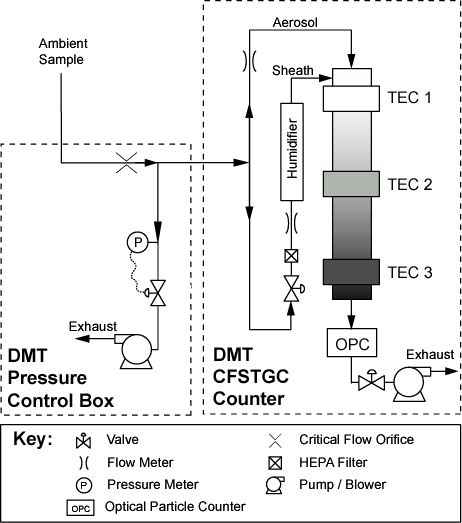 Ambient
Sample
Aerosol
Sheath
Humidifier
TEC 1
TEC 2
TEC 3
P
Exhaust
DMT
Pressure
Control Box
DMT
CFSTGC
Counter
OPC
Exhaust
Key:
Valve
Critical Flow Orifice
Flow Meter
HEPA Filter
P Pressure Meter
Pump / Blower
OPC Optical Particle Counter